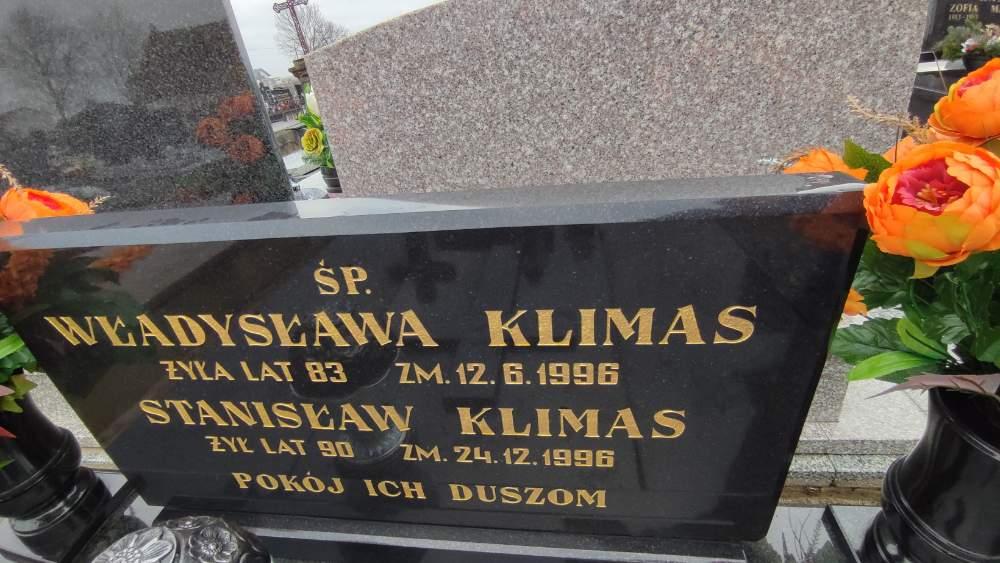 ŚP.
WŁADYSŁAWA KLIMAS
ŻYŁA LAT 83 ZM. 12.6.1996
STANISŁAW KLIMAS
ŻYŁ LAT 90 ZM. 24.12.1996
POKÓJ ICH DUSZOM
ZOFIA